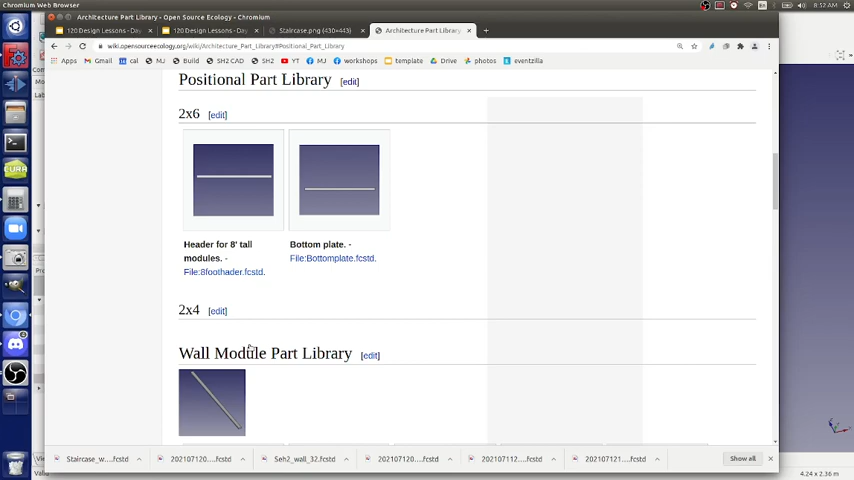 Chromium Web Browser
8:52 AM
Architecture Part Library - Open Source Ecology - Chromium
120 Design Lessons - Day
120 Design Lessons - Day
Staircase.png (430×443)
Architecture Part Library
wiki.opensourceecology.org/wiki/Architecture_Part_Library#Positional_Part_Library
Apps Gmail cal MJ Build SH2 CAD SH2 YT MJ workshops template Drive photos eventzilla
Positional Part Library [edit]
2x6 [edit]
Header for 8' tall
modules. -
File:8foothader.fcstd.
Bottom plate. -
File:Bottomplate.fcstd.
2x4 [edit]
Wall Module Part Library [edit]
Staircase_w....fcstd 202107120....fcstd Seh2_wall_32.fcstd 202107120....fcstd 202107112....fcstd 202107121....fcstd Show all
4.24 x 2.36 m